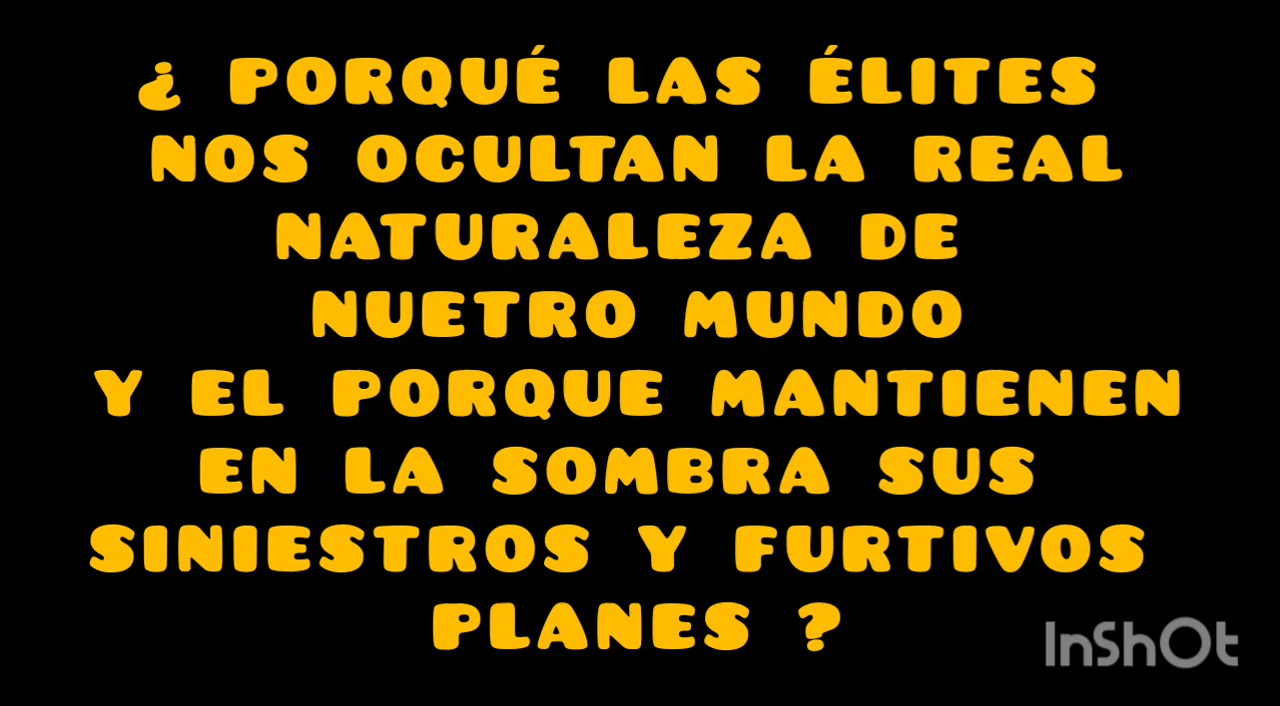 ¿ PORQUÉ LAS ÉLITES
NOS OCULTAN LA REAL
NATURALEZA DE
NUETRO MUNDO
Y EL PORQUE MANTIENEN
EN LA SOMBRA SUS
SINIESTROS Y FURTIVOS
PLANES ?
InShOt